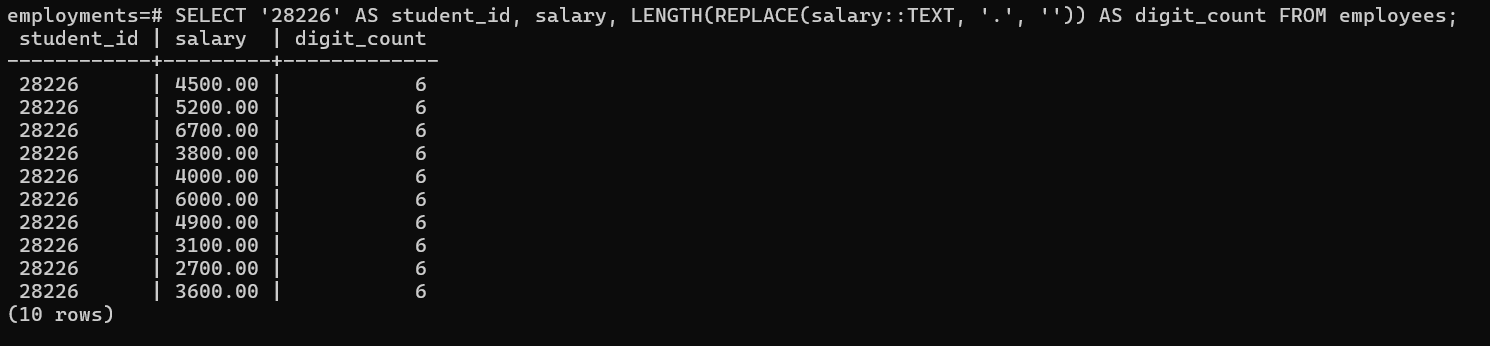 employments=# SELECT '28226' AS student_id, salary, LENGTH(REPLACE(salary::TEXT, '.', '')) AS digit_count FROM employees;
 student_id | salary  | digit_count
------------+---------+-------------
 28226      | 4500.00 |           6
 28226      | 5200.00 |           6
 28226      | 6700.00 |           6
 28226      | 3800.00 |           6
 28226      | 4000.00 |           6
 28226      | 6000.00 |           6
 28226      | 4900.00 |           6
 28226      | 3100.00 |           6
 28226      | 2700.00 |           6
 28226      | 3600.00 |           6
(10 rows)